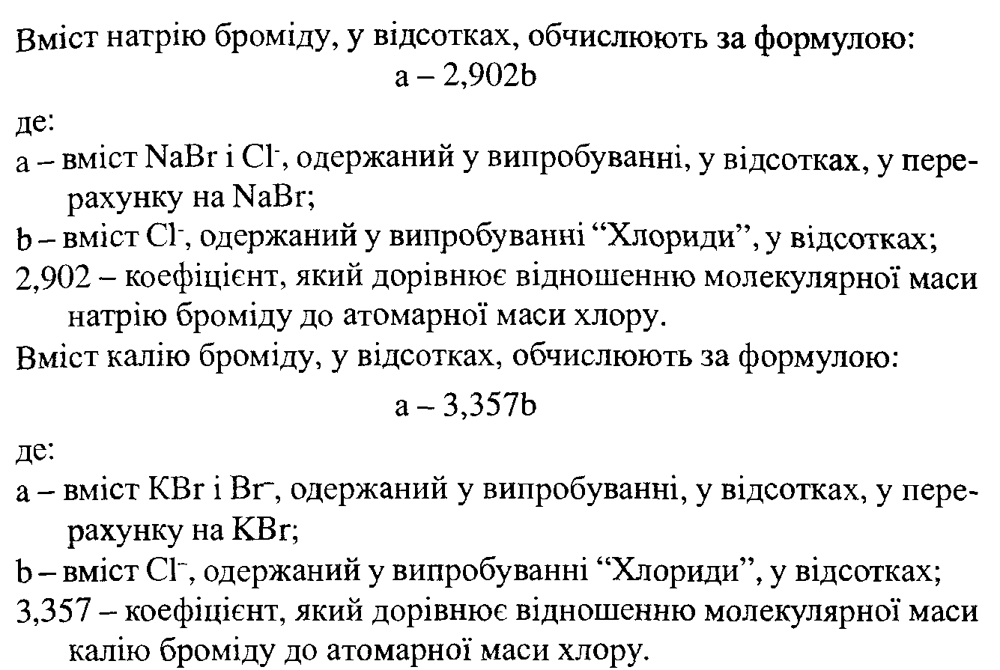 Вміст натрію броміду, у відсотках, обчислюють за формулою:
a – 2,902b
де:
a – вміст NaBr і Cl⁻, одержаний у випробуванні, у відсотках, у пере-
рахунку на NaBr;
b – вміст Cl⁻, одержаний у випробуванні “Хлориди”, у відсотках;
2,902 – коефіцієнт, який дорівнює відношенню молекулярної маси
натрію броміду до атомарної маси хлору.
Вміст калію броміду, у відсотках, обчислюють за формулою:
a – 3,357b
де:
a – вміст KBr і Br⁻, одержаний у випробуванні, у відсотках, у пере-
рахунку на KBr;
b – вміст Cl⁻, одержаний у випробуванні “Хлориди”, у відсотках;
3,357 – коефіцієнт, який дорівнює відношенню молекулярної маси
калію броміду до атомарної маси хлору.